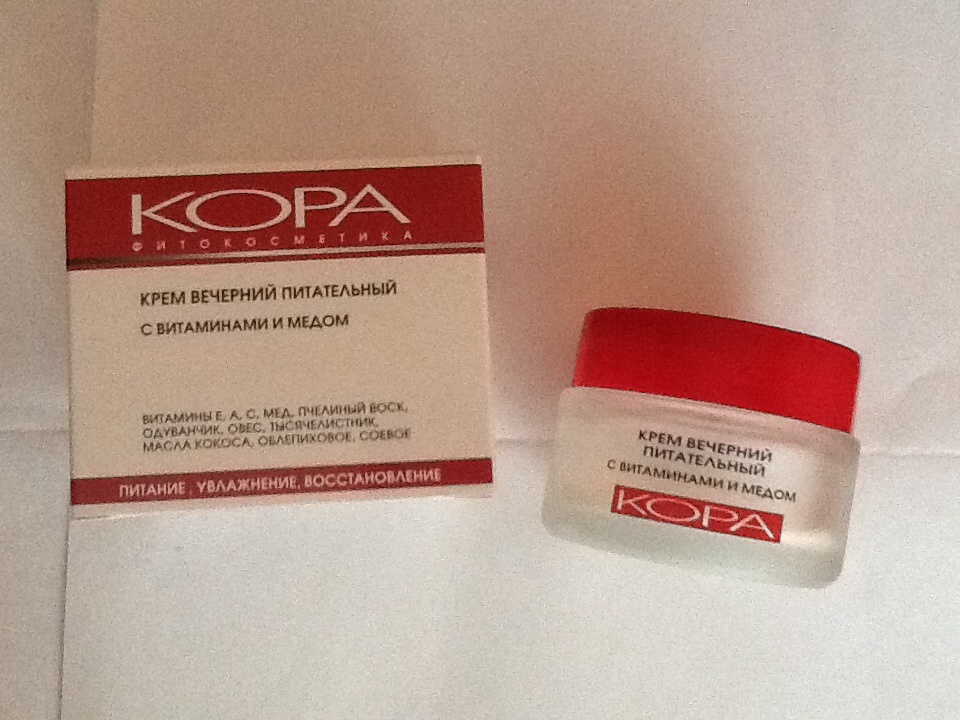 КОРА
ФИТОКОСМЕТИКА
КРЕМ ВЕЧЕРНИЙ ПИТАТЕЛЬНЫЙ
С ВИТАМИНАМИ И МЕДОМ
ВИТАМИНЫ Е, А, С, МЕД, ПЧЕЛИНЫЙ ВОСК,
ОДУВАНЧИК, ОВЕС, ТЫСЯЧЕЛИСТНИК,
МАСЛА КОКОСА, ОБЛЕПИХОВОЕ, СОЕВОЕ
ПИТАНИЕ , УВЛАЖНЕНИЕ, ВОССТАНОВЛЕНИЕ
КРЕМ ВЕЧЕРНИЙ
ПИТАТЕЛЬНЫЙ
С ВИТАМИНАМИ И МЕДОМ
КОРА